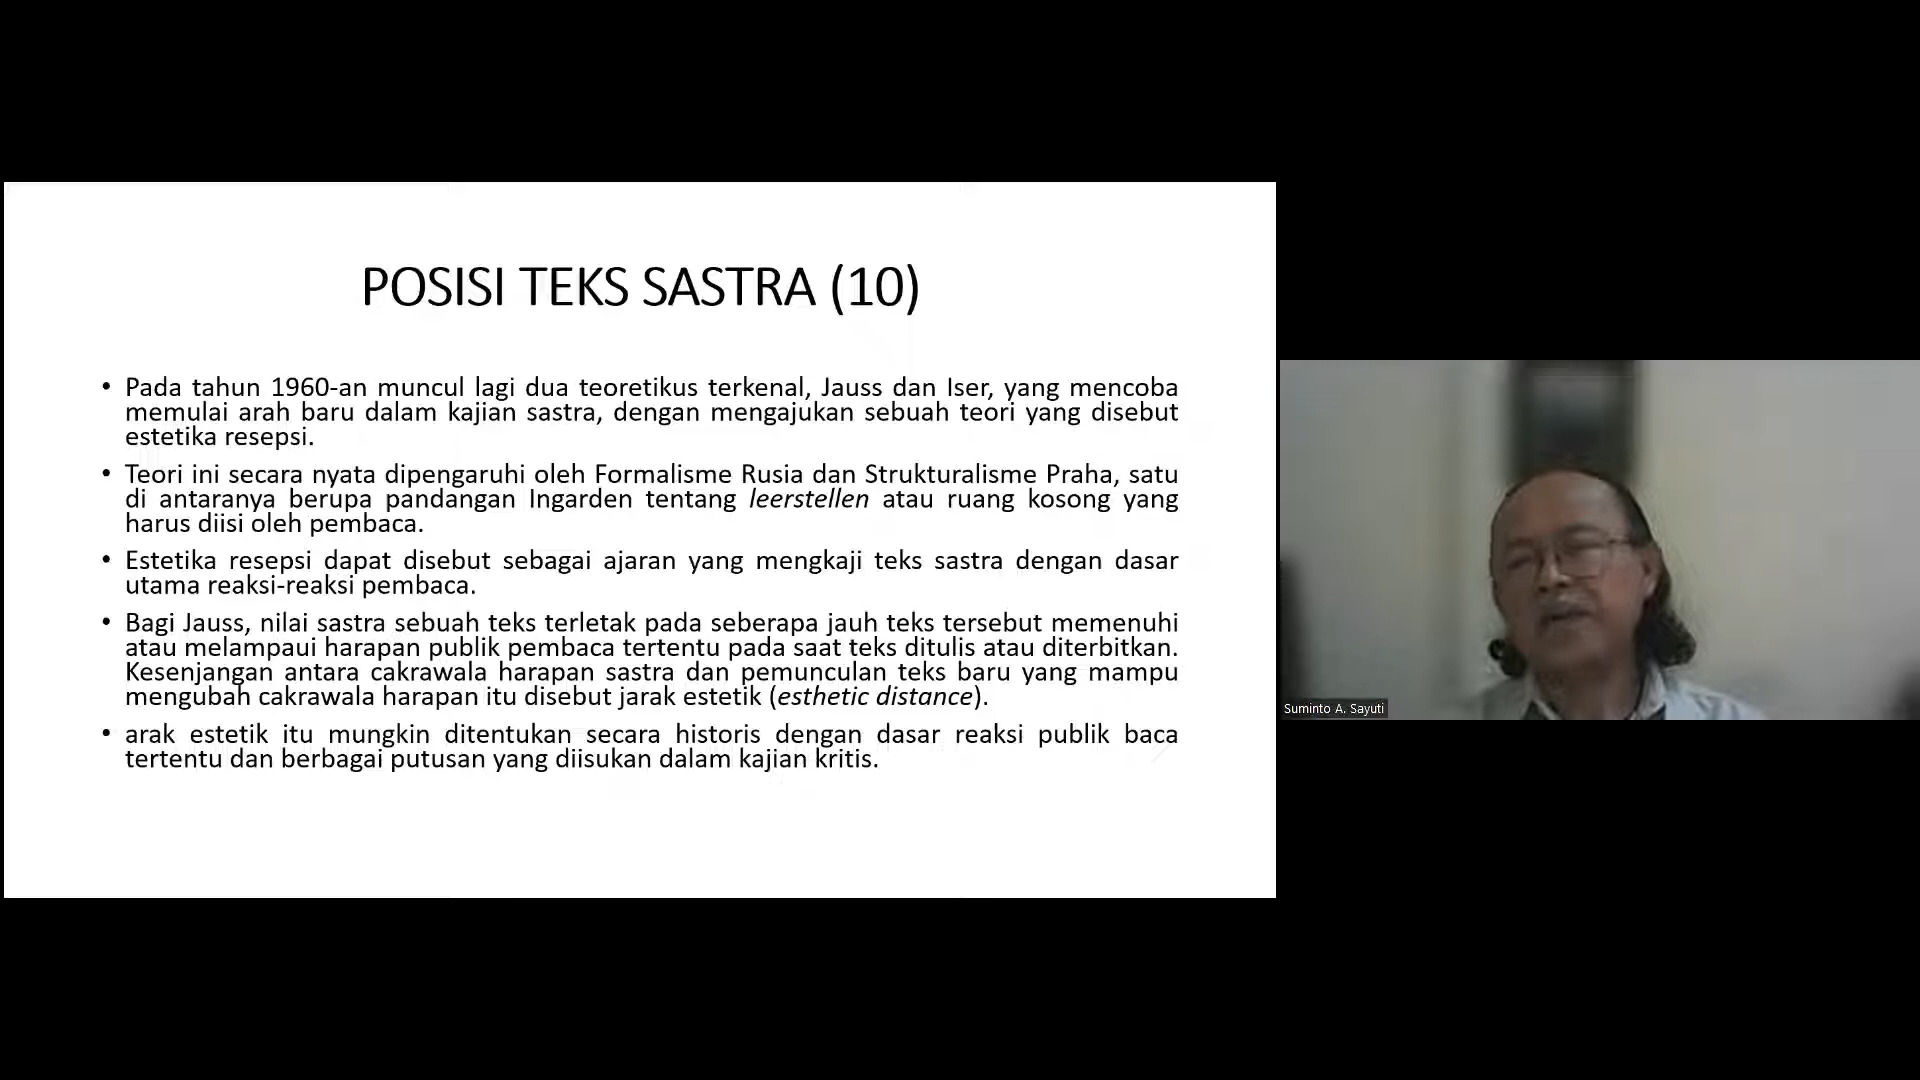 POSISI TEKS SASTRA (10)
• Pada tahun 1960-an muncul lagi dua teoretikus terkenal, Jauss dan Iser, yang mencoba
memulai arah baru dalam kajian sastra, dengan mengajukan sebuah teori yang disebut
estetika resepsi.
• Teori ini secara nyata dipengaruhi oleh Formalisme Rusia dan Strukturalisme Praha, satu
di antaranya berupa pandangan Ingarden tentang leerstellen atau ruang kosong yang
harus diisi oleh pembaca.
• Estetika resepsi dapat disebut sebagai ajaran yang mengkaji teks sastra dengan dasar
utama reaksi-reaksi pembaca.
• Bagi Jauss, nilai sastra sebuah teks terletak pada seberapa jauh teks tersebut memenuhi
atau melampaui harapan publik pembaca tertentu pada saat teks ditulis atau diterbitkan.
Kesenjangan antara cakrawala harapan sastra dan pemunculan teks baru yang mampu
mengubah cakrawala harapan itu disebut jarak estetik (esthetic distance).
• arak estetik itu mungkin ditentukan secara historis dengan dasar reaksi publik baca
tertentu dan berbagai putusan yang diisukan dalam kajian kritis.
Suminto A. Sayuti